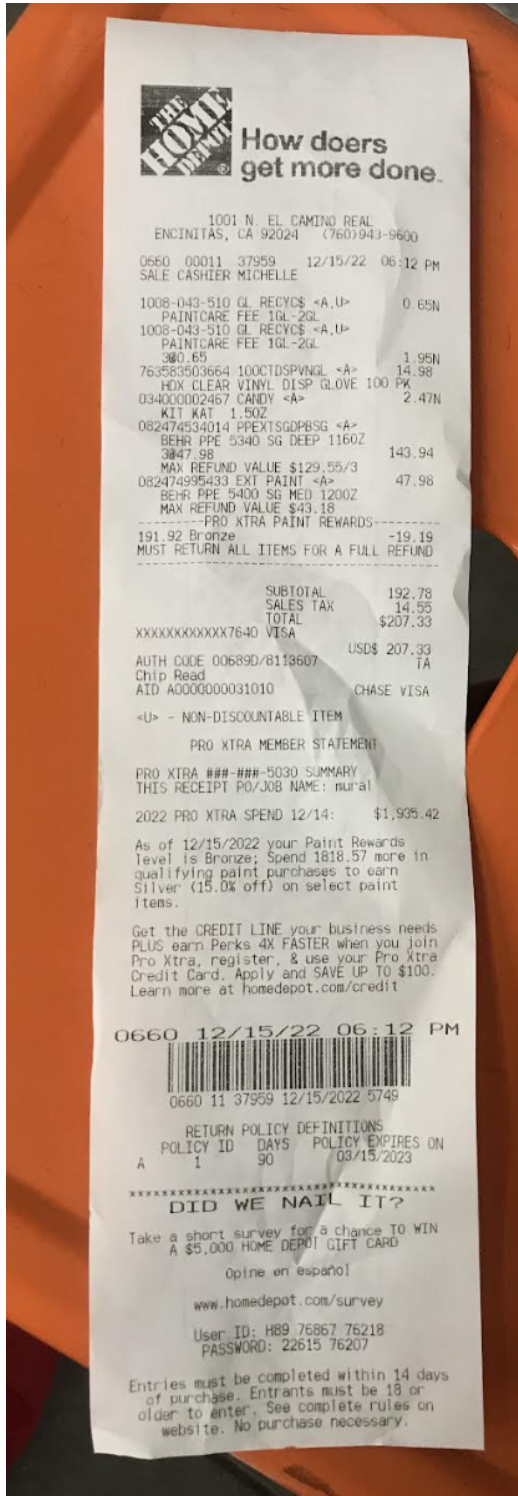 THE
HOME
DEPOT
®
How doers
get more done.
1001 N. EL CAMINO REAL
ENCINITAS, CA 92024 (760)943-9600
0660 00011 37959 12/15/22 06:12 PM
SALE CASHIER MICHELLE
1008-043-510 GL RECYC$ <A,U> 0.65N
PAINTCARE FEE 1GL-2GL
1008-043-510 GL RECYC$ <A,U>
PAINTCARE FEE 1GL-2GL
3@0.65 1.95N
763583503664 100CTDSPVNGL <A> 14.98
HDX CLEAR VINYL DISP GLOVE 100 PK
034000002467 CANDY <A> 2.47N
KIT KAT 1.5OZ
082474534014 PPEXTSGDPBSG <A>
BEHR PPE 5340 SG DEEP 116OZ
3@47.98 143.94
MAX REFUND VALUE $129.55/3
082474995433 EXT PAINT <A> 47.98
BEHR PPE 5400 SG MED 120OZ
MAX REFUND VALUE $43.18
---------PRO XTRA PAINT REWARDS--------
191.92 Bronze -19.19
MUST RETURN ALL ITEMS FOR A FULL REFUND
---------------------------------------
SUBTOTAL 192.78
SALES TAX 14.55
TOTAL $207.33
XXXXXXXXXXXX7640 VISA
USD$ 207.33
AUTH CODE 00689D/8113607 TA
Chip Read
AID A0000000031010 CHASE VISA
<U> - NON-DISCOUNTABLE ITEM
PRO XTRA MEMBER STATEMENT
PRO XTRA ###-###-5030 SUMMARY
THIS RECEIPT PO/JOB NAME: mural
2022 PRO XTRA SPEND 12/14: $1,935.42
As of 12/15/2022 your Paint Rewards
level is Bronze; Spend 1818.57 more in
qualifying paint purchases to earn
Silver (15.0% off) on select paint
items.
Get the CREDIT LINE your business needs
PLUS earn Perks 4X FASTER when you join
Pro Xtra, register, & use your Pro Xtra
Credit Card. Apply and SAVE UP TO $100.
Learn more at homedepot.com/credit
0660 12/15/22 06:12 PM
0660 11 37959 12/15/2022 5749
RETURN POLICY DEFINITIONS
POLICY ID DAYS POLICY EXPIRES ON
A 1 90 03/15/2023
***************************************
DID WE NAIL IT?
Take a short survey for a chance TO WIN
A $5,000 HOME DEPOT GIFT CARD
Opine en español
www.homedepot.com/survey
User ID: H89 76867 76218
PASSWORD: 22615 76207
Entries must be completed within 14 days
of purchase. Entrants must be 18 or
older to enter. See complete rules on
website. No purchase necessary.